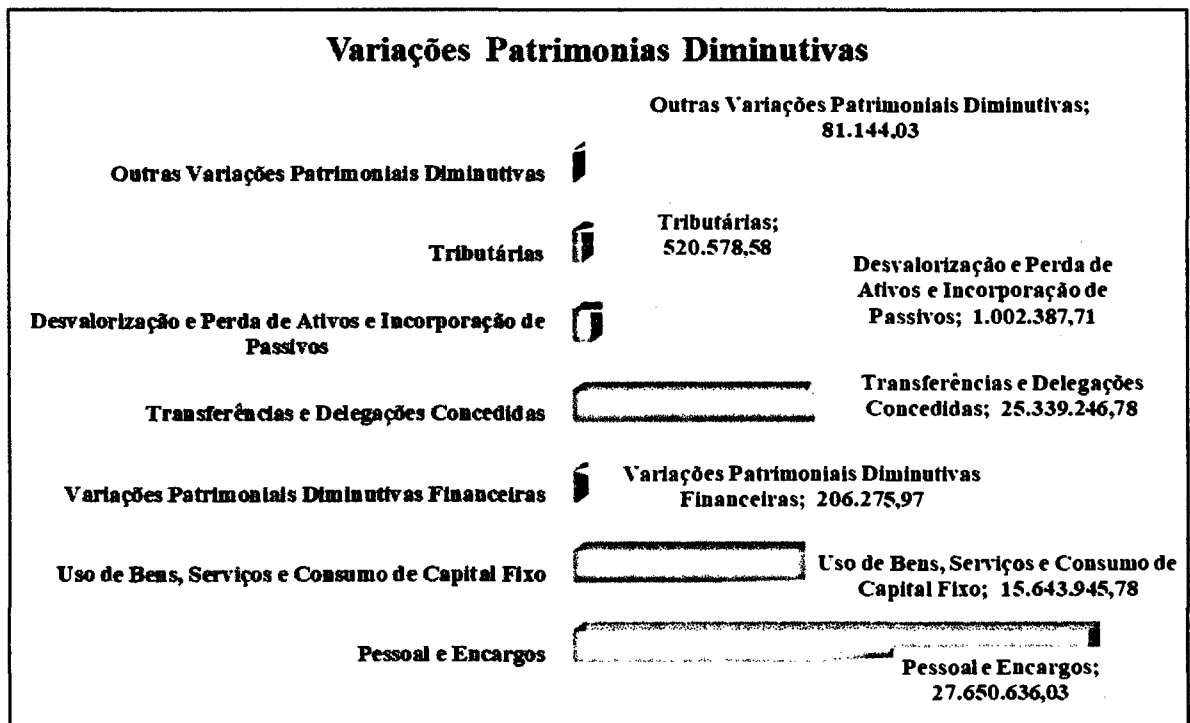 Variações Patrimonias Diminutivas
Outras Variações Patrimoniais Diminutivas;
81.144,03
Outras Variações Patrimoniais Diminutivas
Tributárias;
520.578,58
Tributárias
Desvalorização e Perda de
Ativos e Incorporação de
Passivos; 1.002.387,71
Desvalorização e Perda de Ativos e Incorporação de
Passivos
Transferências e Delegações
Concedidas; 25.339.246,78
Transferências e Delegações Concedidas
Variações Patrimoniais Diminutivas
Financeiras; 206.275,97
Variações Patrimoniais Diminutivas Financeiras
Uso de Bens, Serviços e Consumo de
Capital Fixo; 15.643.945,78
Uso de Bens, Serviços e Consumo de Capital Fixo
Pessoal e Encargos
Pessoal e Encargos;
27.650.636,03